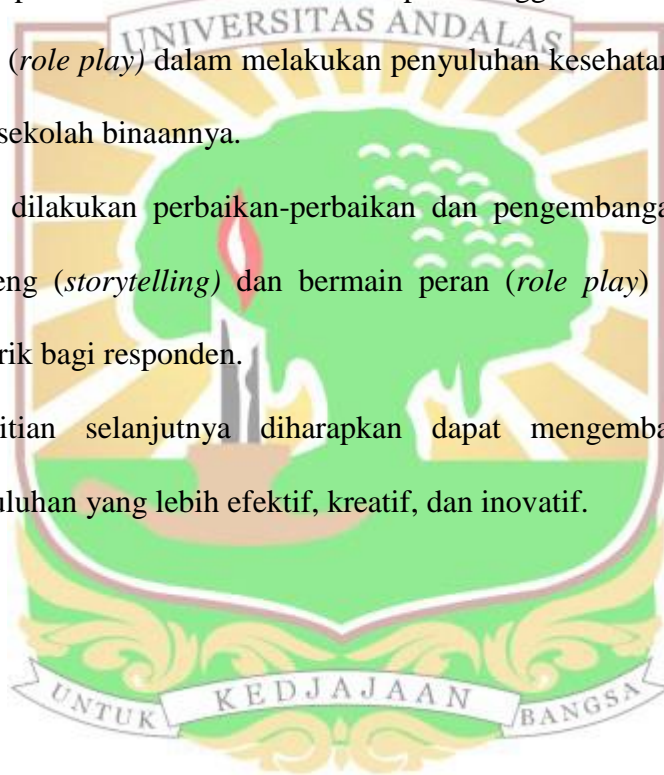 UNIVERSITAS ANDALAS
(role play) dalam melakukan penyuluhan kesehatan
sekolah binaannya.
dilakukan perbaikan-perbaikan dan pengembanga
eng (storytelling) dan bermain peran (role play)
rik bagi responden.
itian selanjutnya diharapkan dapat mengemba
uluhan yang lebih efektif, kreatif, dan inovatif.
UNTUK KEDJAJAAN BANGSA